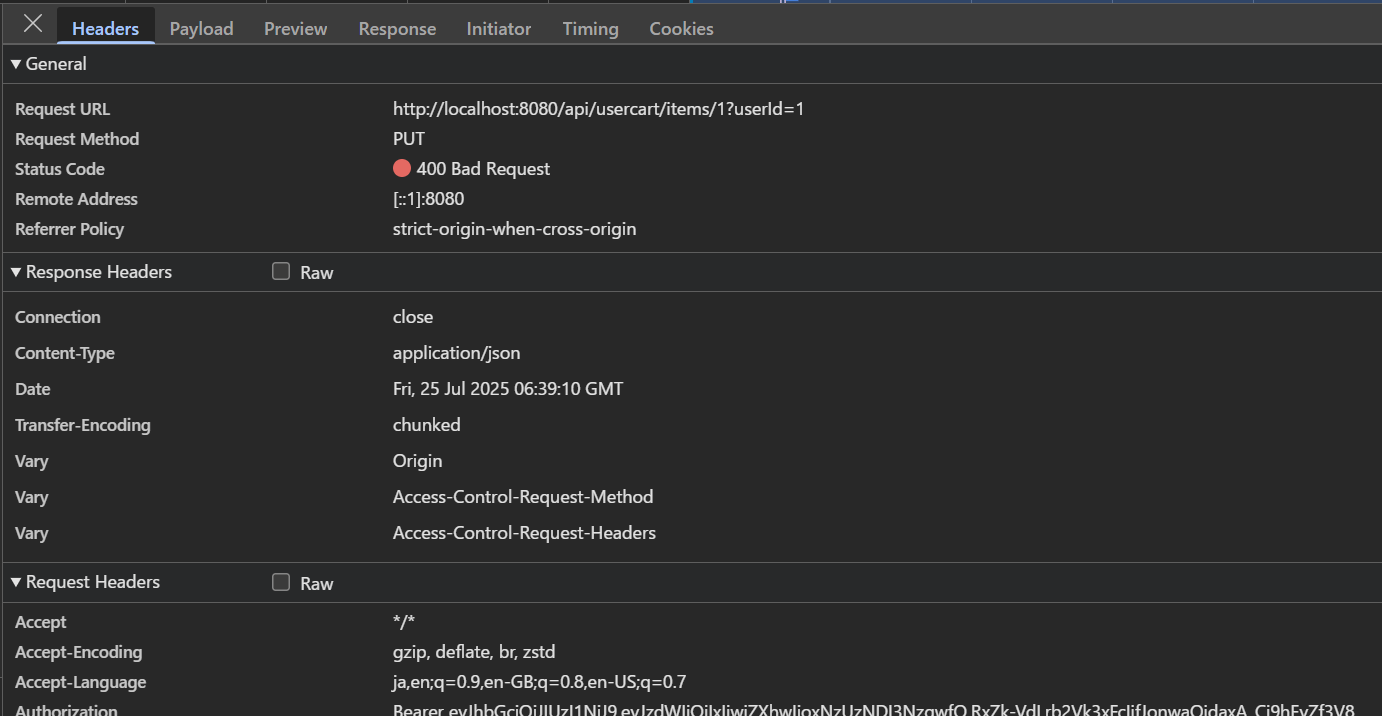 Headers Payload Preview Response Initiator Timing Cookies
General
Request URL http://localhost:8080/api/usercart/items/1?userId=1
Request Method PUT
Status Code 400 Bad Request
Remote Address [::1]:8080
Referrer Policy strict-origin-when-cross-origin
Response Headers Raw
Connection close
Content-Type application/json
Date Fri, 25 Jul 2025 06:39:10 GMT
Transfer-Encoding chunked
Vary Origin
Vary Access-Control-Request-Method
Vary Access-Control-Request-Headers
Request Headers Raw
Accept */*
Accept-Encoding gzip, deflate, br, zstd
Accept-Language ja,en;q=0.9,en-GB;q=0.8,en-US;q=0.7
Authorization Bearer